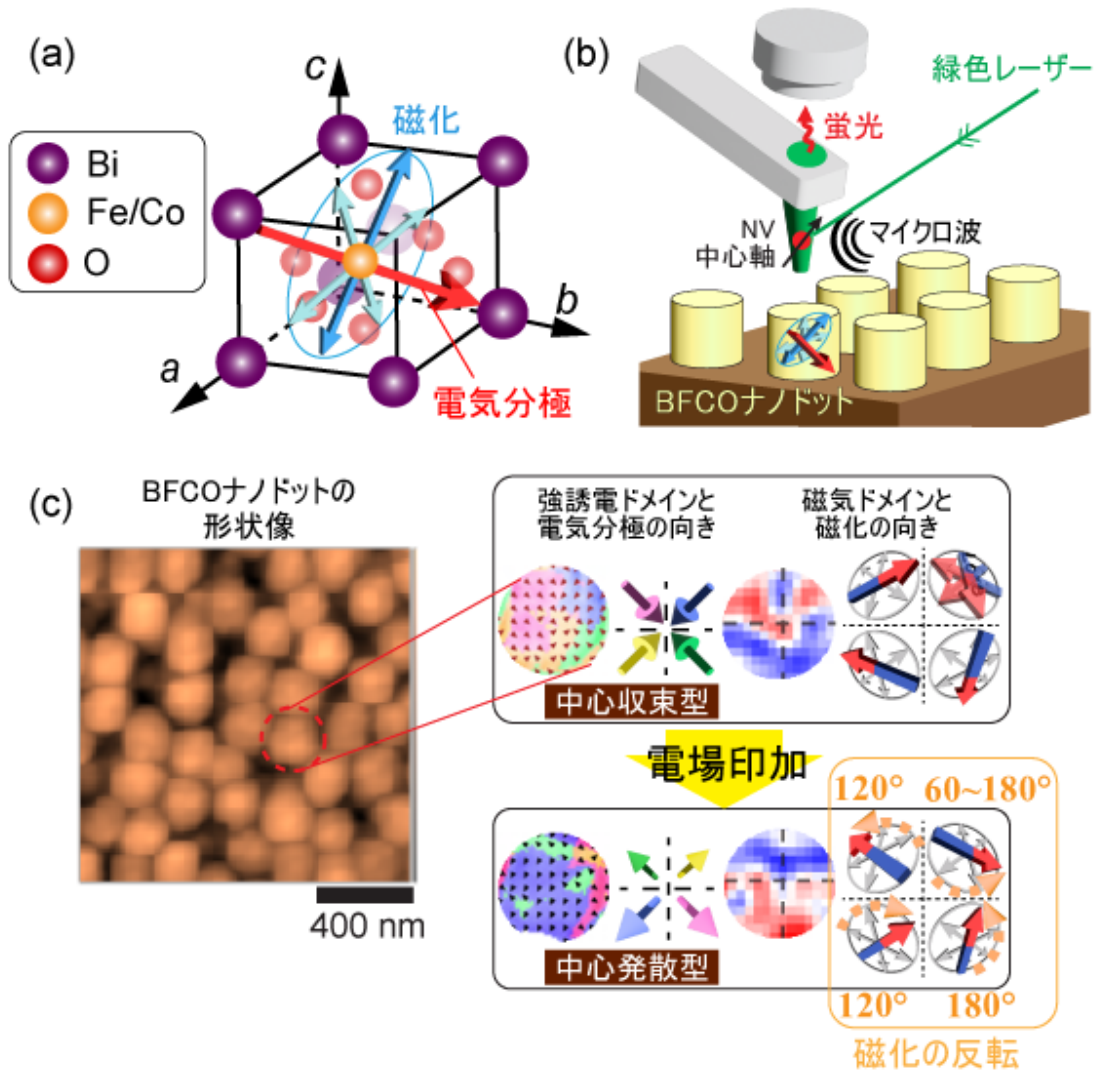 (a)
c
磁化
Bi
Fe/Co
O
b
a
電気分極
(b)
緑色レーザー
蛍光
NV
中心軸
マイクロ波
BFCOナノドット
(c)
BFCOナノドットの
形状像
400 nm
強誘電ドメインと
電気分極の向き
磁気ドメインと
磁化の向き
中心収束型
電場印加
120°
60~180°
中心発散型
120°
180°
磁化の反転